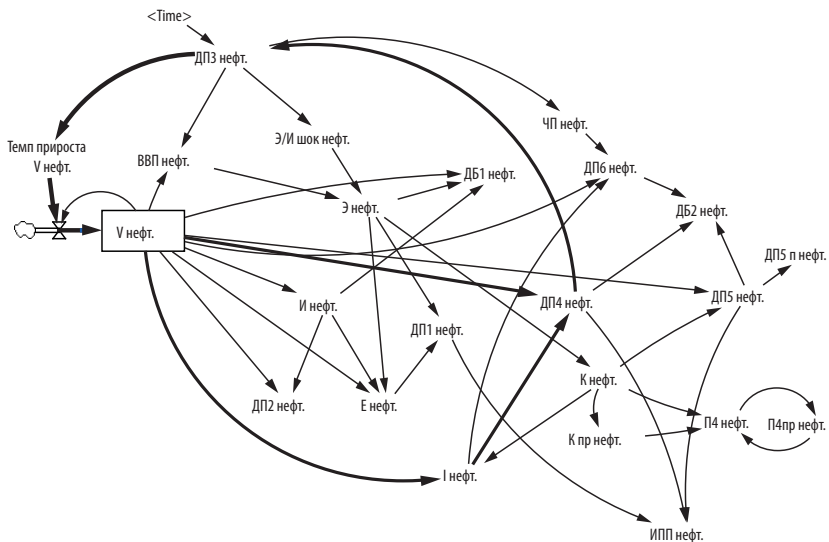 <Time>
ДП3 нефт.
ЧП нефт.
Темп прироста
V нефт.
Э/И шок нефт.
ВВП нефт.
ДП6 нефт.
ДБ1 нефт.
Э нефт.
ДБ2 нефт.
V нефт.
ДП5 п нефт.
И нефт.
ДП4 нефт.
ДП5 нефт.
ДП1 нефт.
К нефт.
ДП2 нефт.
Е нефт.
П4 нефт.
П4пр нефт.
К пр нефт.
I нефт.
ИПП нефт.